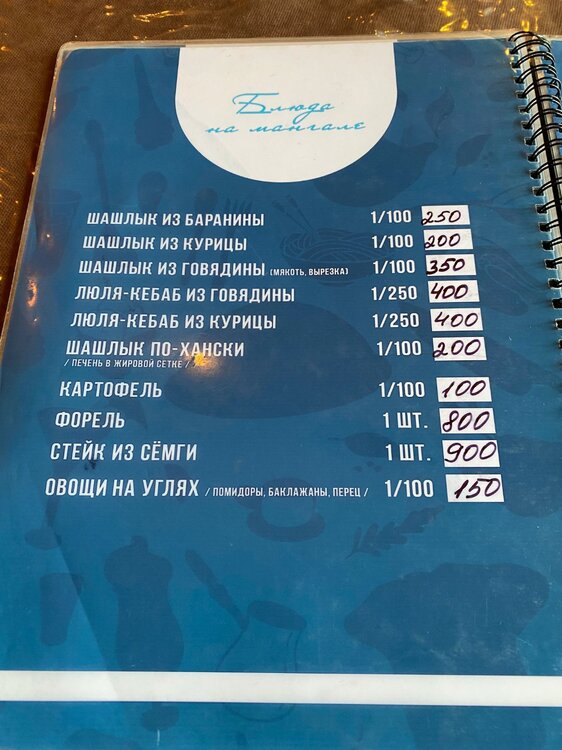 Блюда
на мангале
ШАШЛЫК ИЗ БАРАНИНЫ 1/100 250
ШАШЛЫК ИЗ КУРИЦЫ 1/100 200
ШАШЛЫК ИЗ ГОВЯДИНЫ (МЯКОТЬ, ВЫРЕЗКА) 1/100 350
ЛЮЛЯ-КЕБАБ ИЗ ГОВЯДИНЫ 1/250 400
ЛЮЛЯ-КЕБАБ ИЗ КУРИЦЫ 1/250 400
ШАШЛЫК ПО-ХАНСКИ 1/100 200
/ ПЕЧЕНЬ В ЖИРОВОЙ СЕТКЕ /
КАРТОФЕЛЬ 1/100 100
ФОРЕЛЬ 1 ШТ. 800
СТЕЙК ИЗ СЁМГИ 1 ШТ. 900
ОВОЩИ НА УГЛЯХ / ПОМИДОРЫ, БАКЛАЖАНЫ, ПЕРЕЦ / 1/100 150